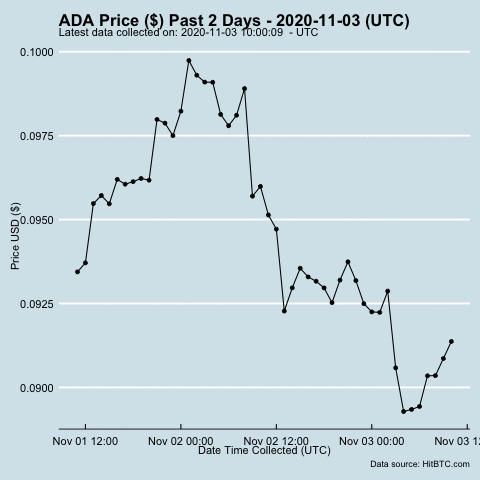 ADA Price ($) Past 2 Days - 2020-11-03 (UTC)
Latest data collected on: 2020-11-03 10:00:09 - UTC
0.1000
0.0975
0.0950
0.0925
0.0900
Price USD ($)
Nov 01 12:00 Nov 02 00:00 Nov 02 12:00 Nov 03 00:00 Nov 03 12
Date Time Collected (UTC)
Data source: HitBTC.com